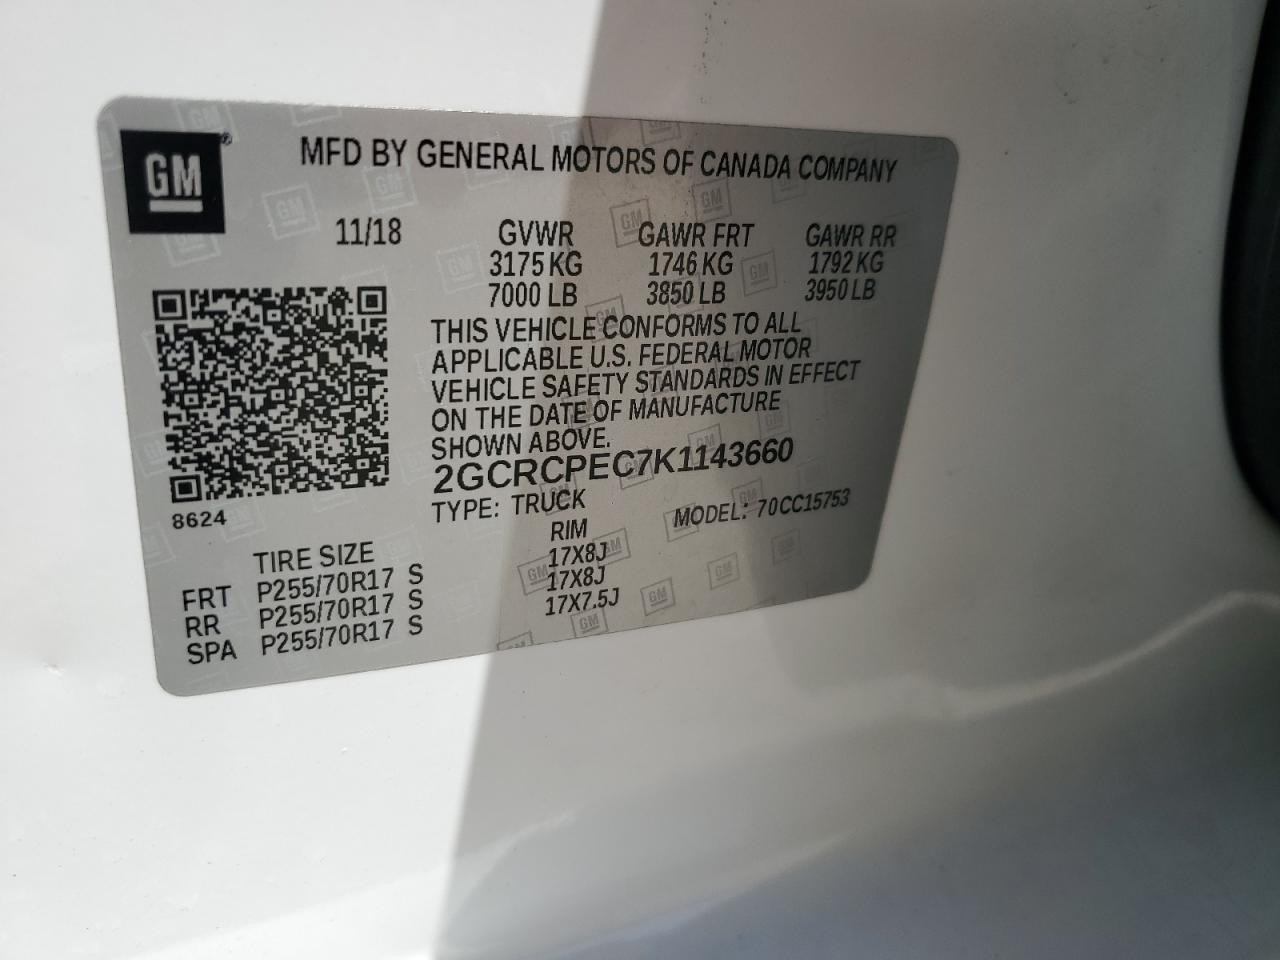 GM®
MFD BY GENERAL MOTORS OF CANADA COMPANY
11/18 GVWR GAWR FRT GAWR RR
3175 KG 1746 KG 1792 KG
7000 LB 3850 LB 3950 LB
THIS VEHICLE CONFORMS TO ALL
APPLICABLE U.S. FEDERAL MOTOR
VEHICLE SAFETY STANDARDS IN EFFECT
ON THE DATE OF MANUFACTURE
SHOWN ABOVE.
2GCRCPEC7K1143660
8624
TYPE: TRUCK MODEL: 70CC15753
TIRE SIZE RIM
FRT P255/70R17 S 17X8J
RR P255/70R17 S 17X8J
SPA P255/70R17 S 17X7.5J